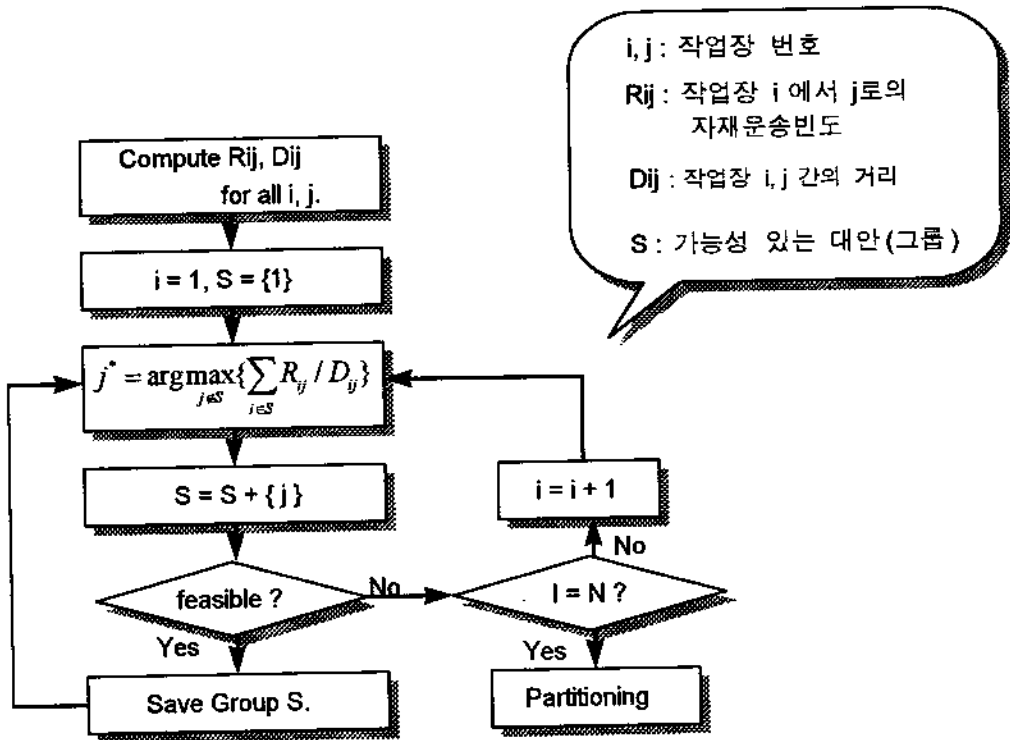 i, j : 작업장 번호
Rij : 작업장 i 에서 j로의
자재운송빈도
Dij : 작업장 i, j 간의 거리
S : 가능성 있는 대안(그룹)
Compute Rij, Dij
for all i, j.
i = 1, S = {1}
j* = argmax{∑R_ij / D_ij}
j∉S i∈S
S = S + { j }
i = i + 1
No
feasible ?
No
I = N ?
Yes
Yes
Save Group S.
Partitioning